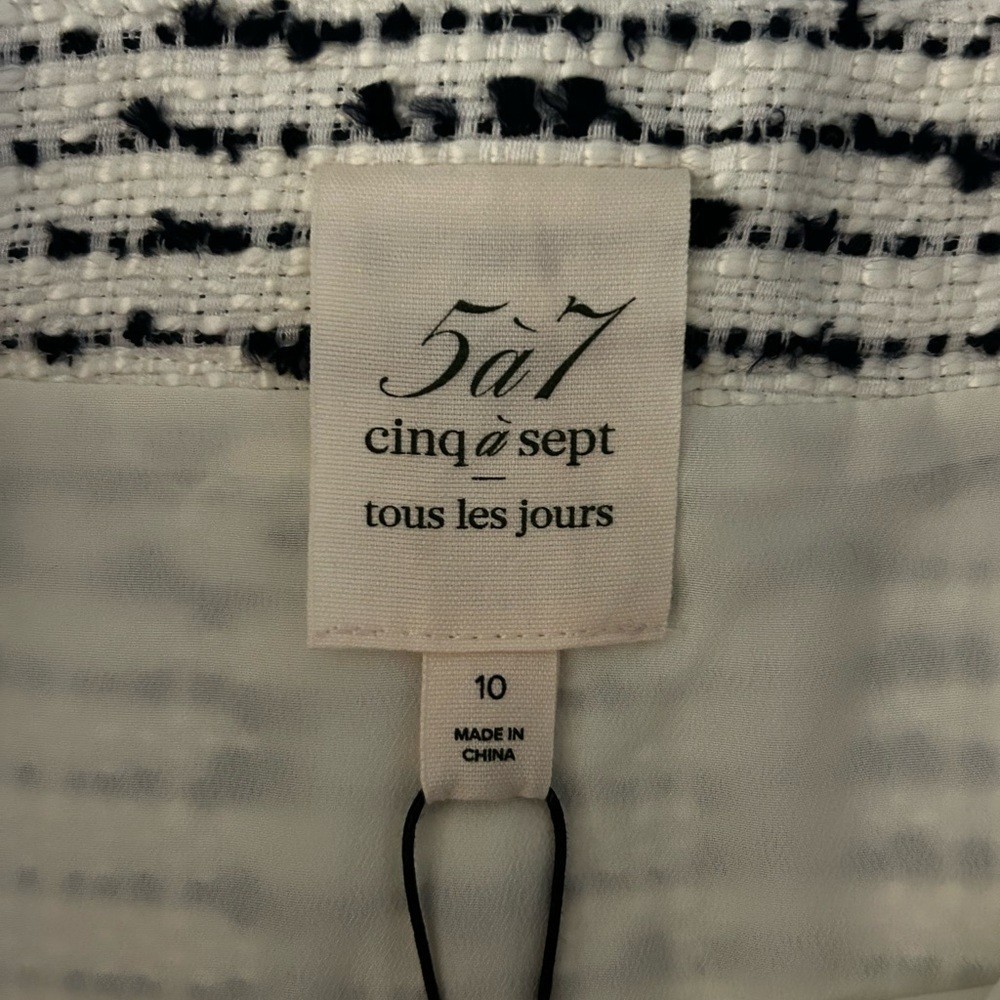 5à7
cinq à sept
tous les jours
10
MADE IN
CHINA